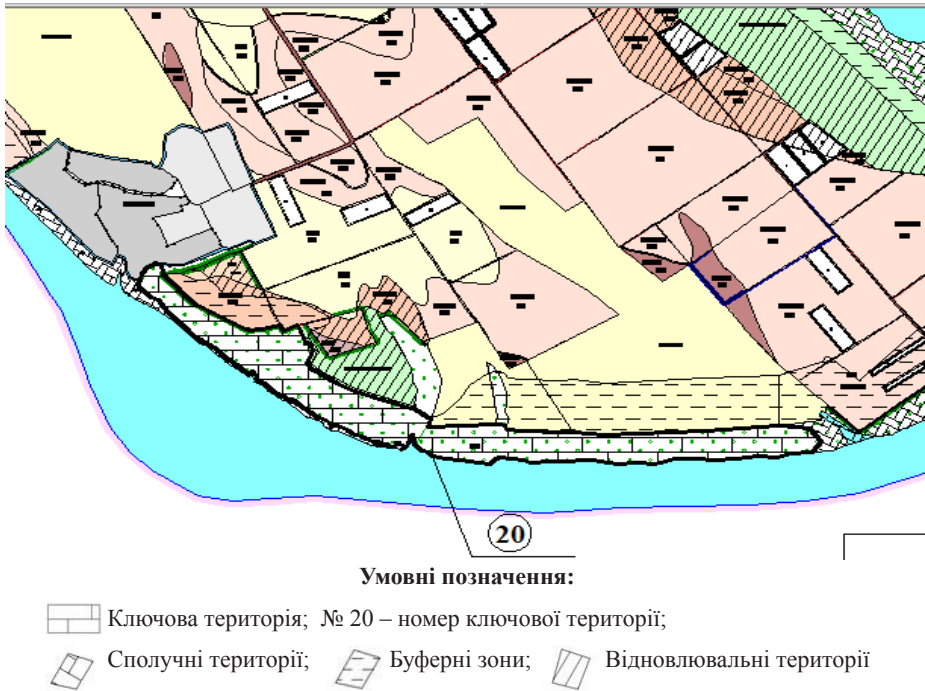 20
Умовні позначення:
Ключова територія; № 20 – номер ключової території;
Сполучні території; Буферні зони; Відновлювальні території